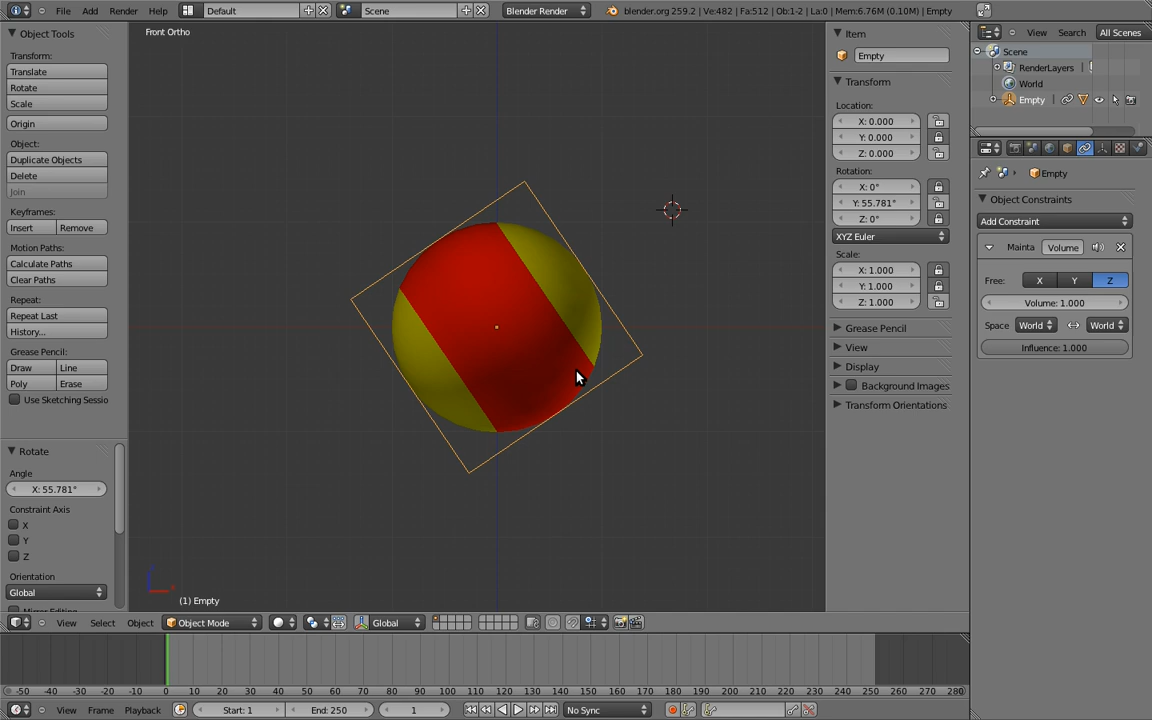 File Add Render Help Default Scene Blender Render blender.org 259.2 | Ve:482 | Fa:512 | Ob:1-2 | La:0 | Mem:6.76M (0.10M) | Empty
Object Tools
Transform:
Translate
Rotate
Scale
Origin
Object:
Duplicate Objects
Delete
Join
Keyframes:
Insert Remove
Motion Paths:
Calculate Paths
Clear Paths
Repeat:
Repeat Last
History...
Grease Pencil:
Draw Line
Poly Erase
Use Sketching Sessio
Rotate
Angle
X: 55.781°
Constraint Axis
X
Y
Z
Orientation
Global
Front Ortho
(1) Empty
View Select Object Object Mode Global
Item
Empty
Transform
Location:
X: 0.000
Y: 0.000
Z: 0.000
Rotation:
X: 0°
Y: 55.781°
Z: 0°
XYZ Euler
Scale:
X: 1.000
Y: 1.000
Z: 1.000
Grease Pencil
View
Display
Background Images
Transform Orientations
View Search All Scenes
Scene
RenderLayers |
World
Empty |
Empty
Object Constraints
Add Constraint
Mainta Volume
Free: X Y Z
Volume: 1.000
Space World World
Influence: 1.000
-50 -40 -30 -20 -10 0 10 20 30 40 50 60 70 80 90 100 110 120 130 140 150 160 170 180 190 200 210 220 230 240 250 260 270 280
View Frame Playback Start: 1 End: 250 1 No Sync